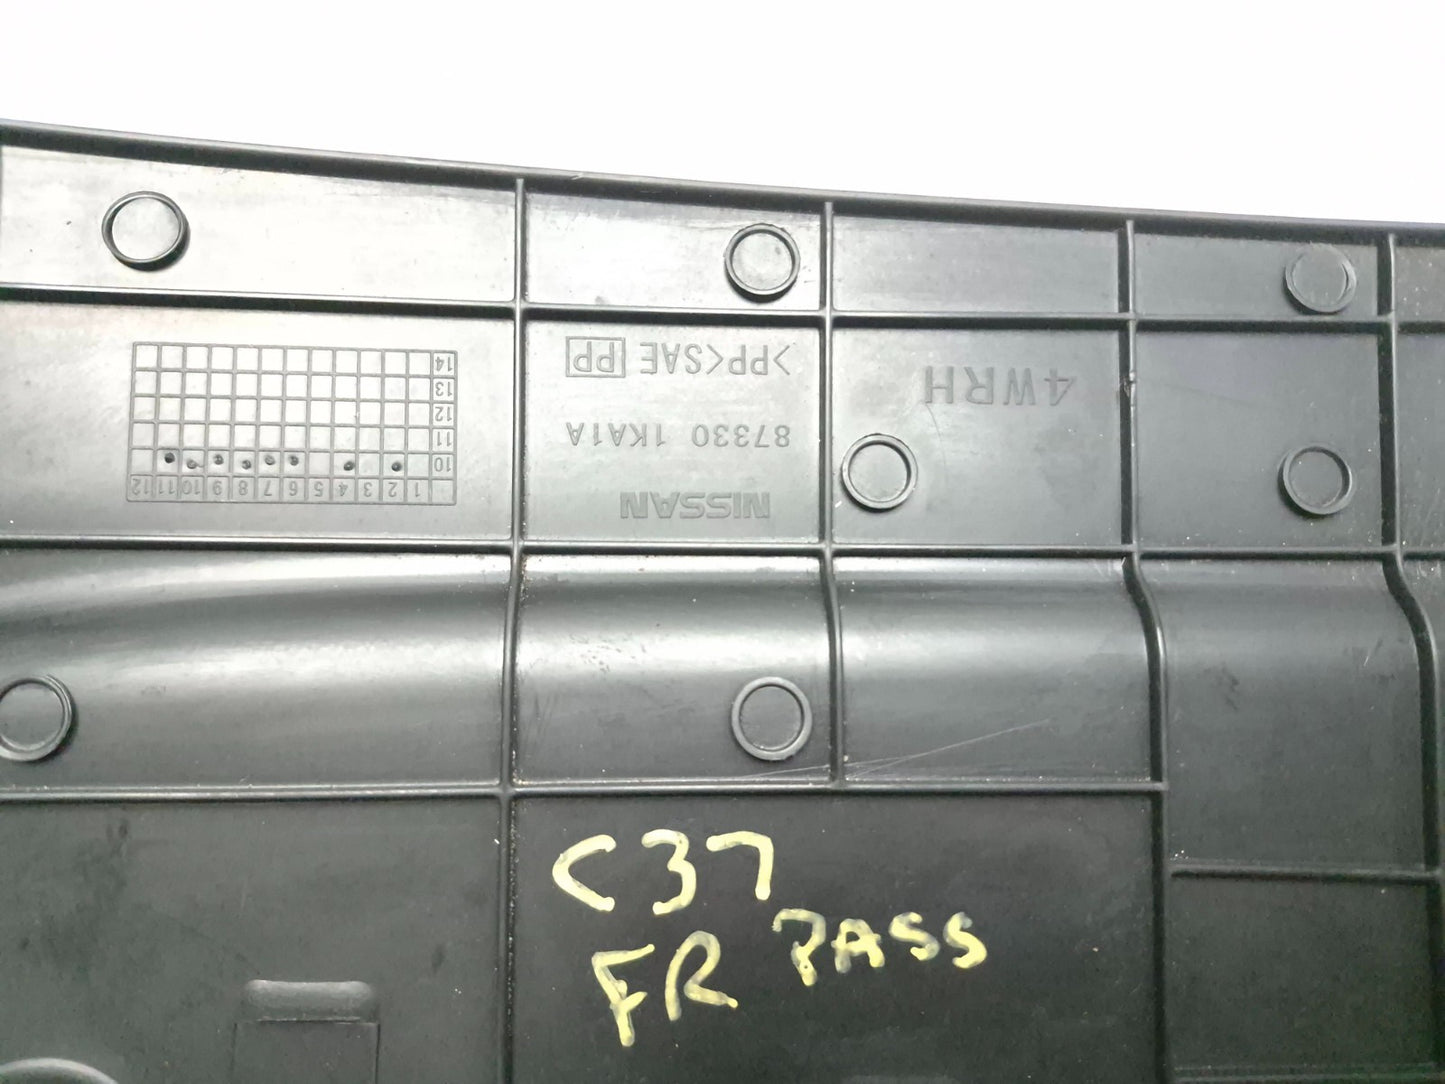 NISSAN
87330 1KA1A
>PP< SAE PP
4WRH
12 11 10 9 8 7 6 5 4 3 2 1
10
11
12
13
14
C37
FR PASS